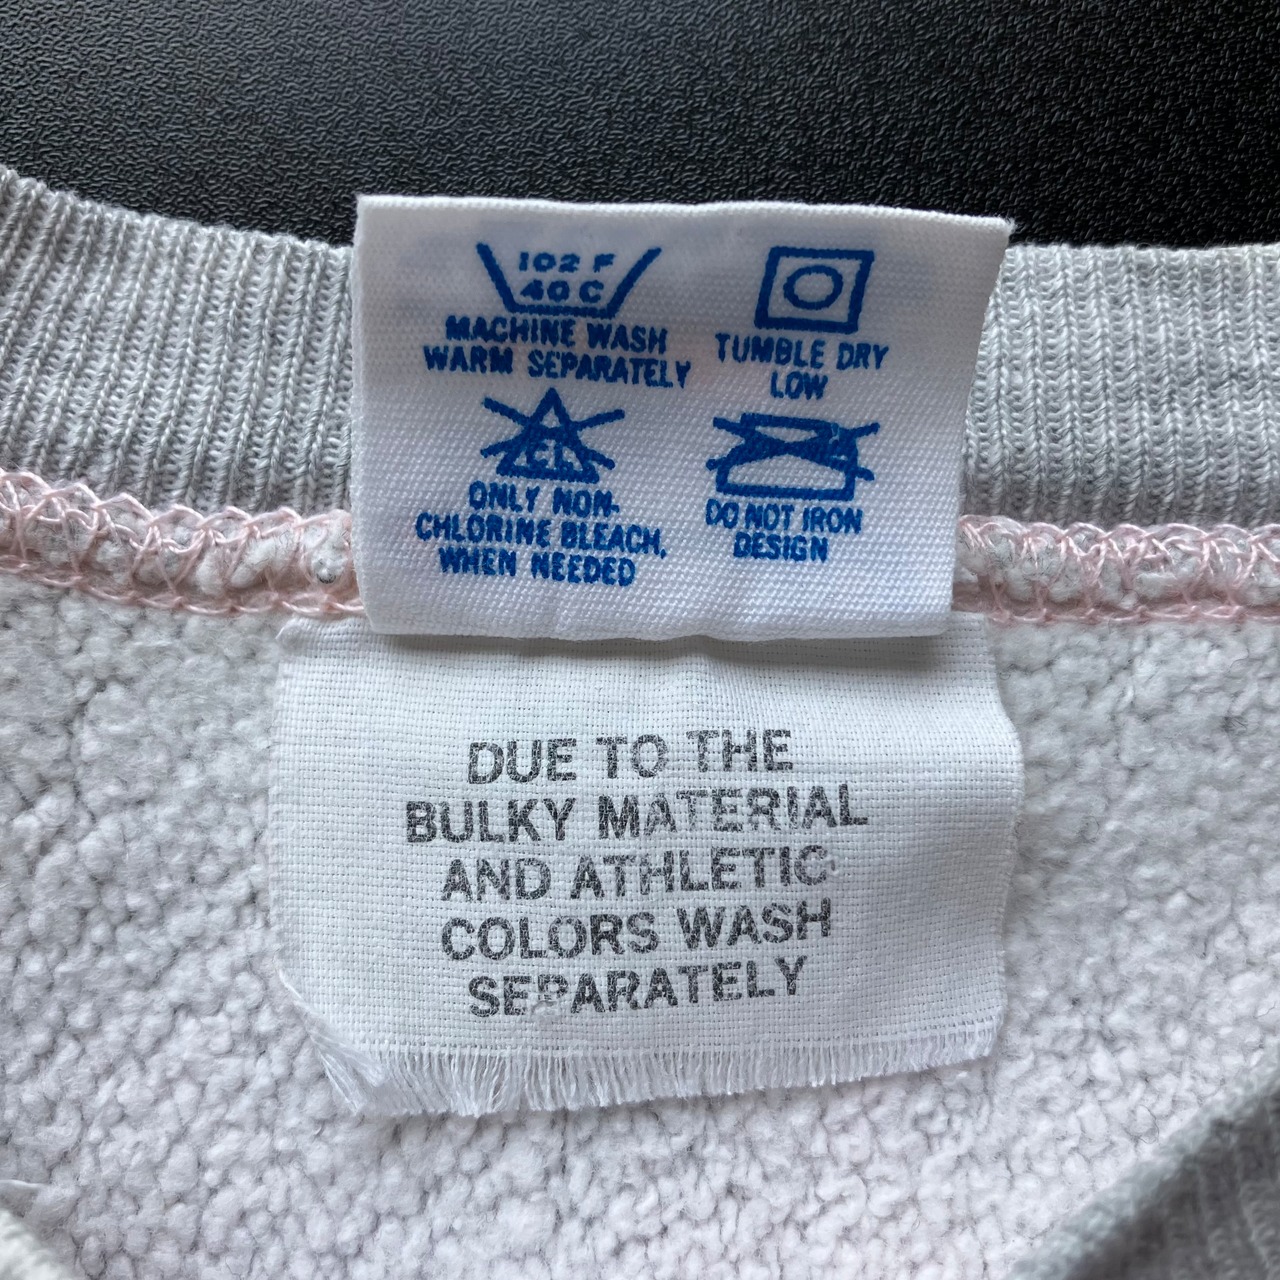 102 F
40 C
MACHINE WASH
WARM SEPARATELY
TUMBLE DRY
LOW
CL
ONLY NON-
CHLORINE BLEACH,
WHEN NEEDED
DO NOT IRON
DESIGN
DUE TO THE
BULKY MATERIAL
AND ATHLETIC
COLORS WASH
SEPARATELY